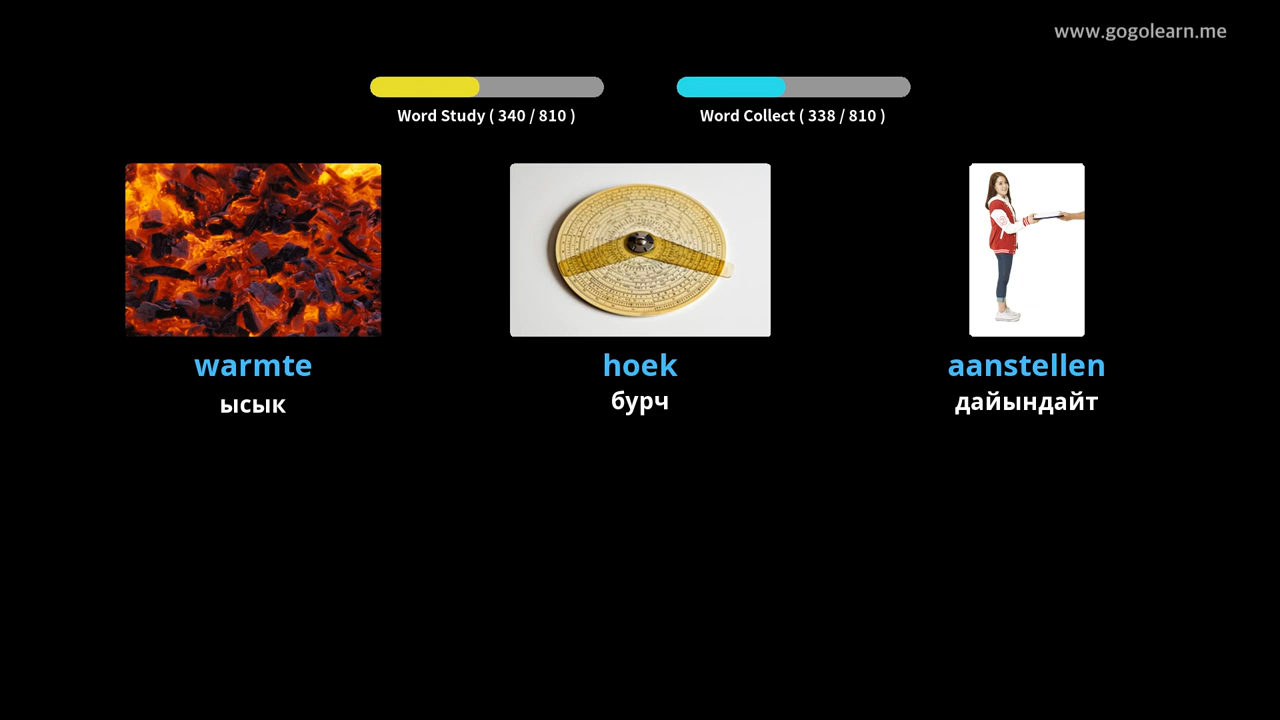 www.gogolearn.me
Word Study ( 340 / 810 )
Word Collect ( 338 / 810 )
warmte
hoek
aanstellen
ысык
бурч
дайындайт